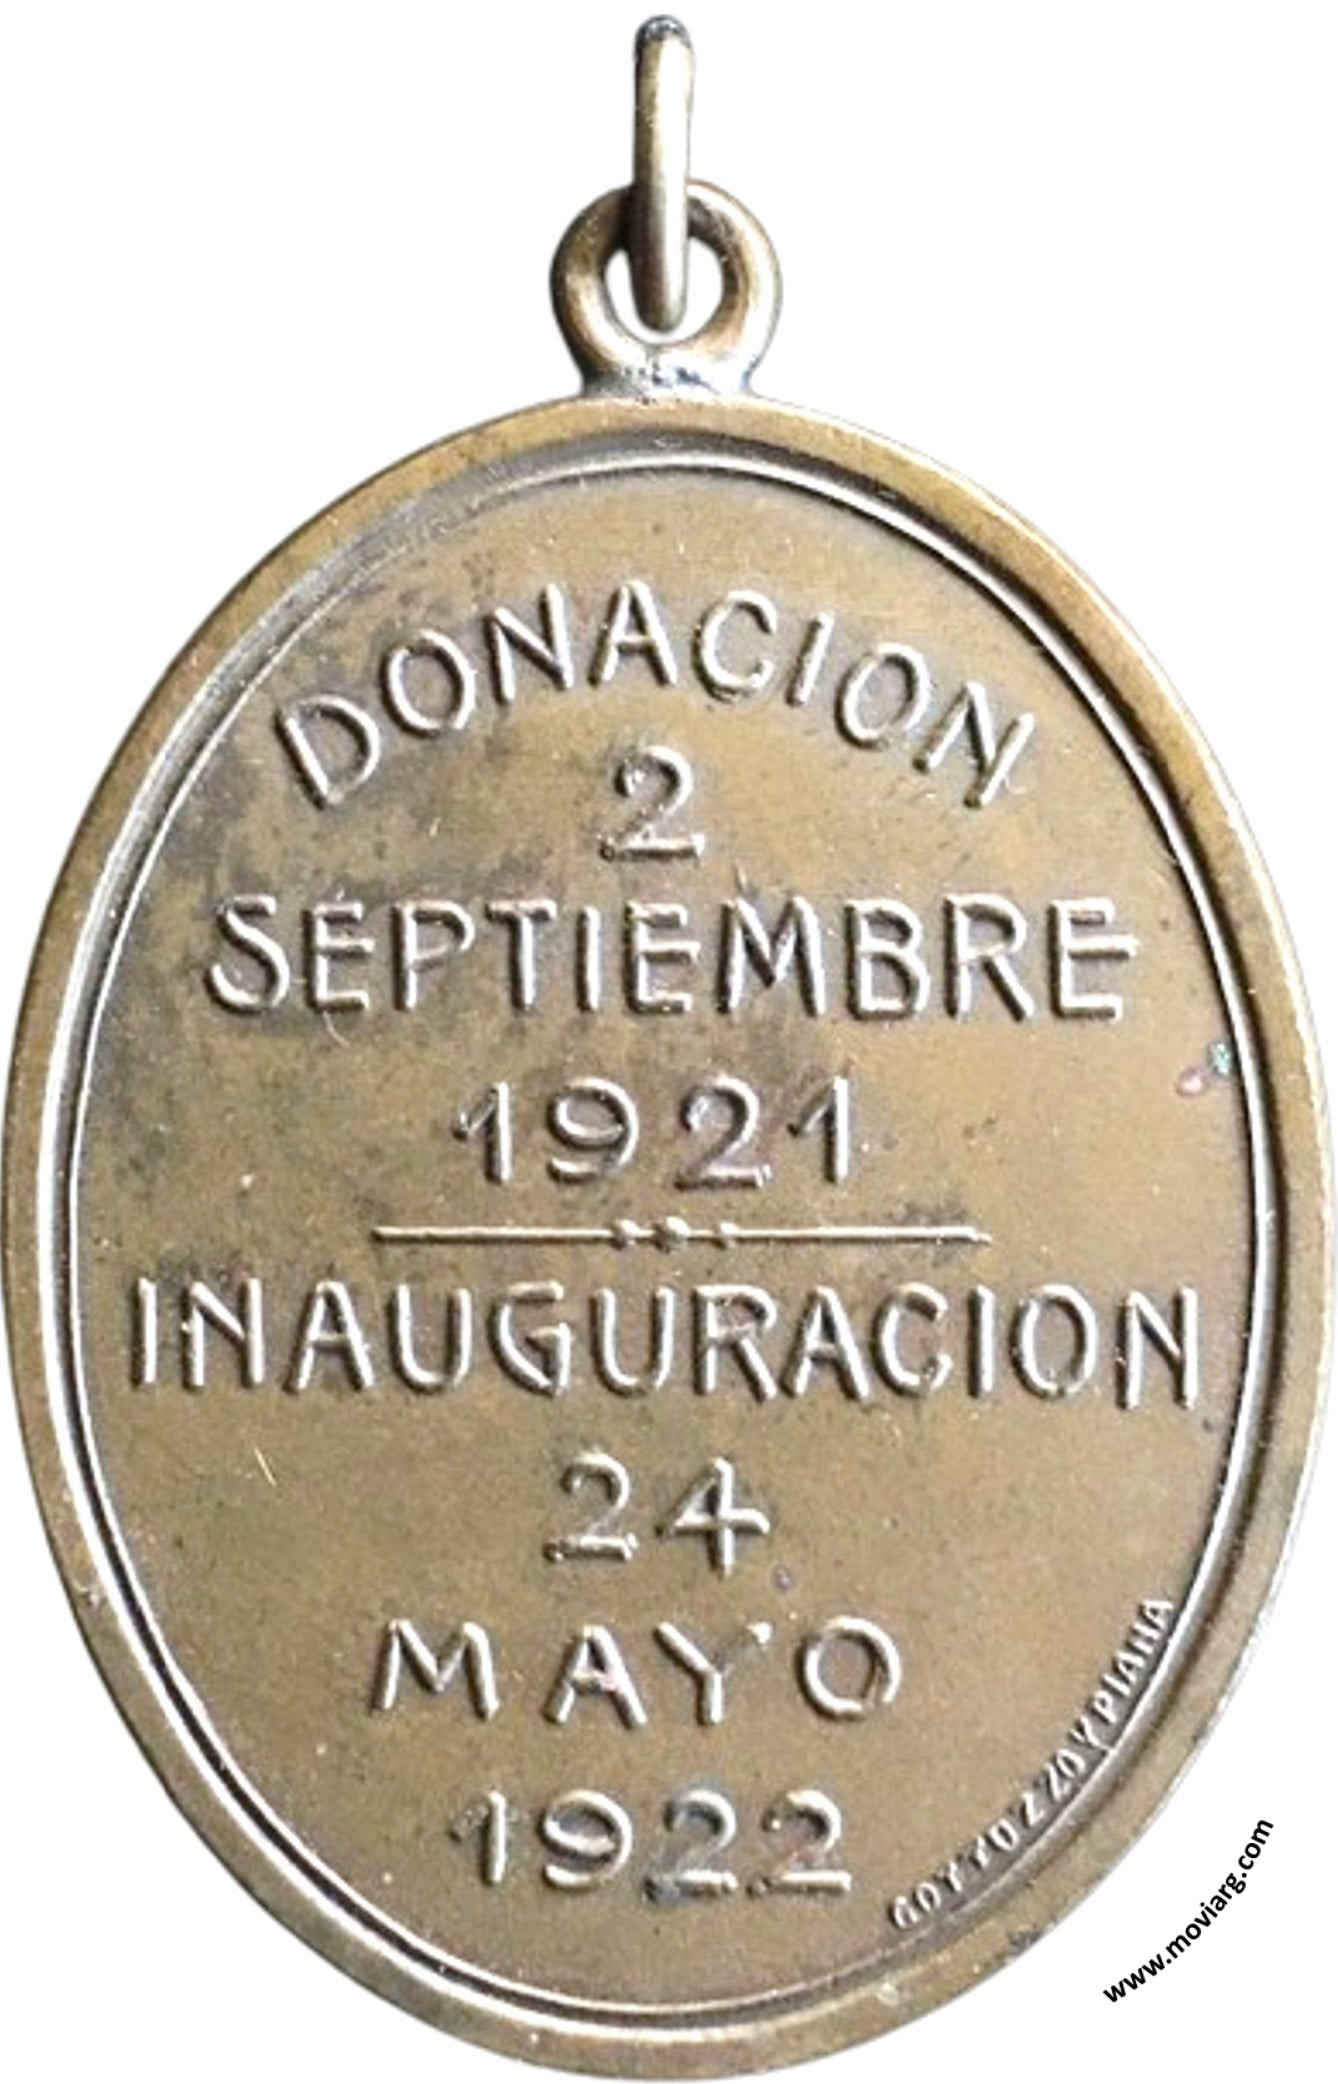 DONACION
2
SEPTIEMBRE
1921
INAUGURACION
24
MAYO
1922
GOTTUZZO Y PIANA
www.moviarg.com